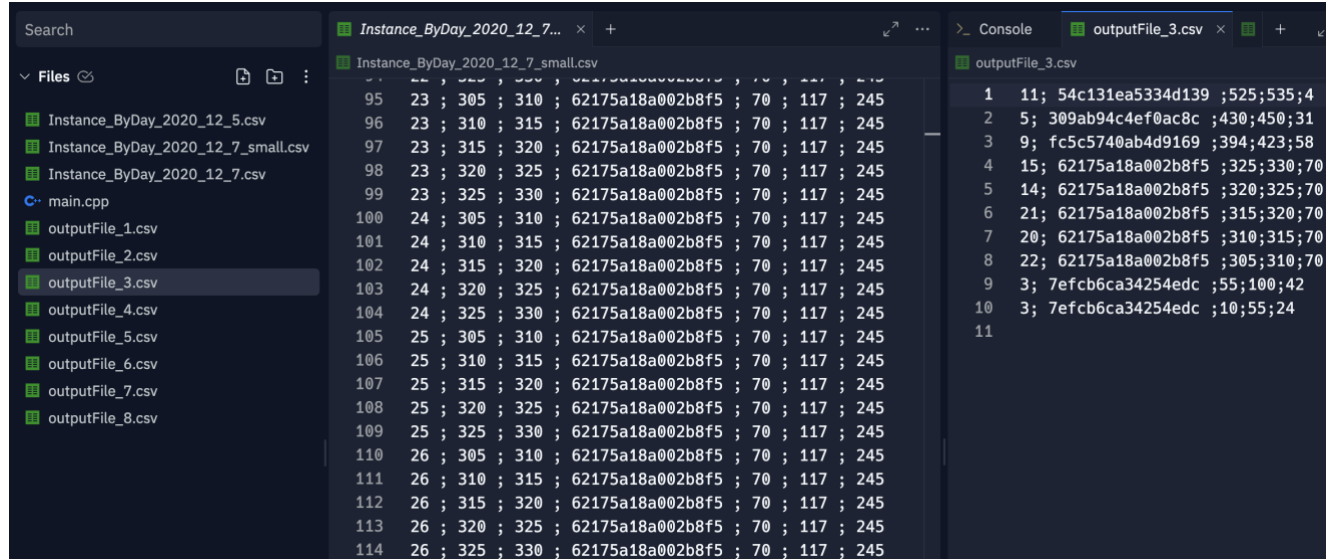 Search
Files
Instance_ByDay_2020_12_5.csv
Instance_ByDay_2020_12_7_small.csv
Instance_ByDay_2020_12_7.csv
main.cpp
outputFile_1.csv
outputFile_2.csv
outputFile_3.csv
outputFile_4.csv
outputFile_5.csv
outputFile_6.csv
outputFile_7.csv
outputFile_8.csv
Instance_ByDay_2020_12_7... × +
Instance_ByDay_2020_12_7_small.csv
94 22 ; 325 ; 330 ; 62175a18a002b8f5 ; 70 ; 117 ; 245
95 23 ; 305 ; 310 ; 62175a18a002b8f5 ; 70 ; 117 ; 245
96 23 ; 310 ; 315 ; 62175a18a002b8f5 ; 70 ; 117 ; 245
97 23 ; 315 ; 320 ; 62175a18a002b8f5 ; 70 ; 117 ; 245
98 23 ; 320 ; 325 ; 62175a18a002b8f5 ; 70 ; 117 ; 245
99 23 ; 325 ; 330 ; 62175a18a002b8f5 ; 70 ; 117 ; 245
100 24 ; 305 ; 310 ; 62175a18a002b8f5 ; 70 ; 117 ; 245
101 24 ; 310 ; 315 ; 62175a18a002b8f5 ; 70 ; 117 ; 245
102 24 ; 315 ; 320 ; 62175a18a002b8f5 ; 70 ; 117 ; 245
103 24 ; 320 ; 325 ; 62175a18a002b8f5 ; 70 ; 117 ; 245
104 24 ; 325 ; 330 ; 62175a18a002b8f5 ; 70 ; 117 ; 245
105 25 ; 305 ; 310 ; 62175a18a002b8f5 ; 70 ; 117 ; 245
106 25 ; 310 ; 315 ; 62175a18a002b8f5 ; 70 ; 117 ; 245
107 25 ; 315 ; 320 ; 62175a18a002b8f5 ; 70 ; 117 ; 245
108 25 ; 320 ; 325 ; 62175a18a002b8f5 ; 70 ; 117 ; 245
109 25 ; 325 ; 330 ; 62175a18a002b8f5 ; 70 ; 117 ; 245
110 26 ; 305 ; 310 ; 62175a18a002b8f5 ; 70 ; 117 ; 245
111 26 ; 310 ; 315 ; 62175a18a002b8f5 ; 70 ; 117 ; 245
112 26 ; 315 ; 320 ; 62175a18a002b8f5 ; 70 ; 117 ; 245
113 26 ; 320 ; 325 ; 62175a18a002b8f5 ; 70 ; 117 ; 245
114 26 ; 325 ; 330 ; 62175a18a002b8f5 ; 70 ; 117 ; 245
>_ Console outputFile_3.csv × +
outputFile_3.csv
1 11; 54c131ea5334d139 ;525;535;4
2 5; 309ab94c4ef0ac8c ;430;450;31
3 9; fc5c5740ab4d9169 ;394;423;58
4 15; 62175a18a002b8f5 ;325;330;70
5 14; 62175a18a002b8f5 ;320;325;70
6 21; 62175a18a002b8f5 ;315;320;70
7 20; 62175a18a002b8f5 ;310;315;70
8 22; 62175a18a002b8f5 ;305;310;70
9 3; 7efcb6ca34254edc ;55;100;42
10 3; 7efcb6ca34254edc ;10;55;24
11